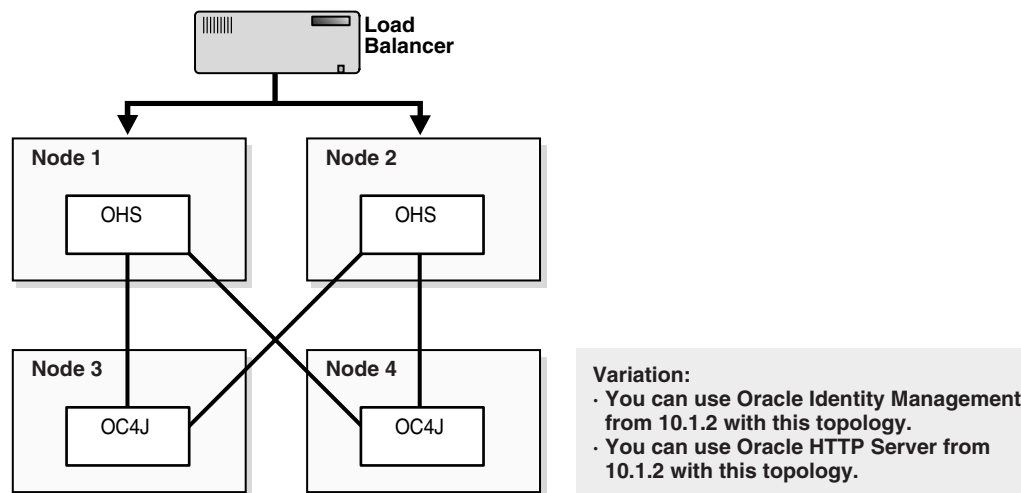 Load
Balancer
Node 1
Node 2
OHS
OHS
Node 3
Node 4
OC4J
OC4J
Variation:
· You can use Oracle Identity Management
from 10.1.2 with this topology.
· You can use Oracle HTTP Server from
10.1.2 with this topology.